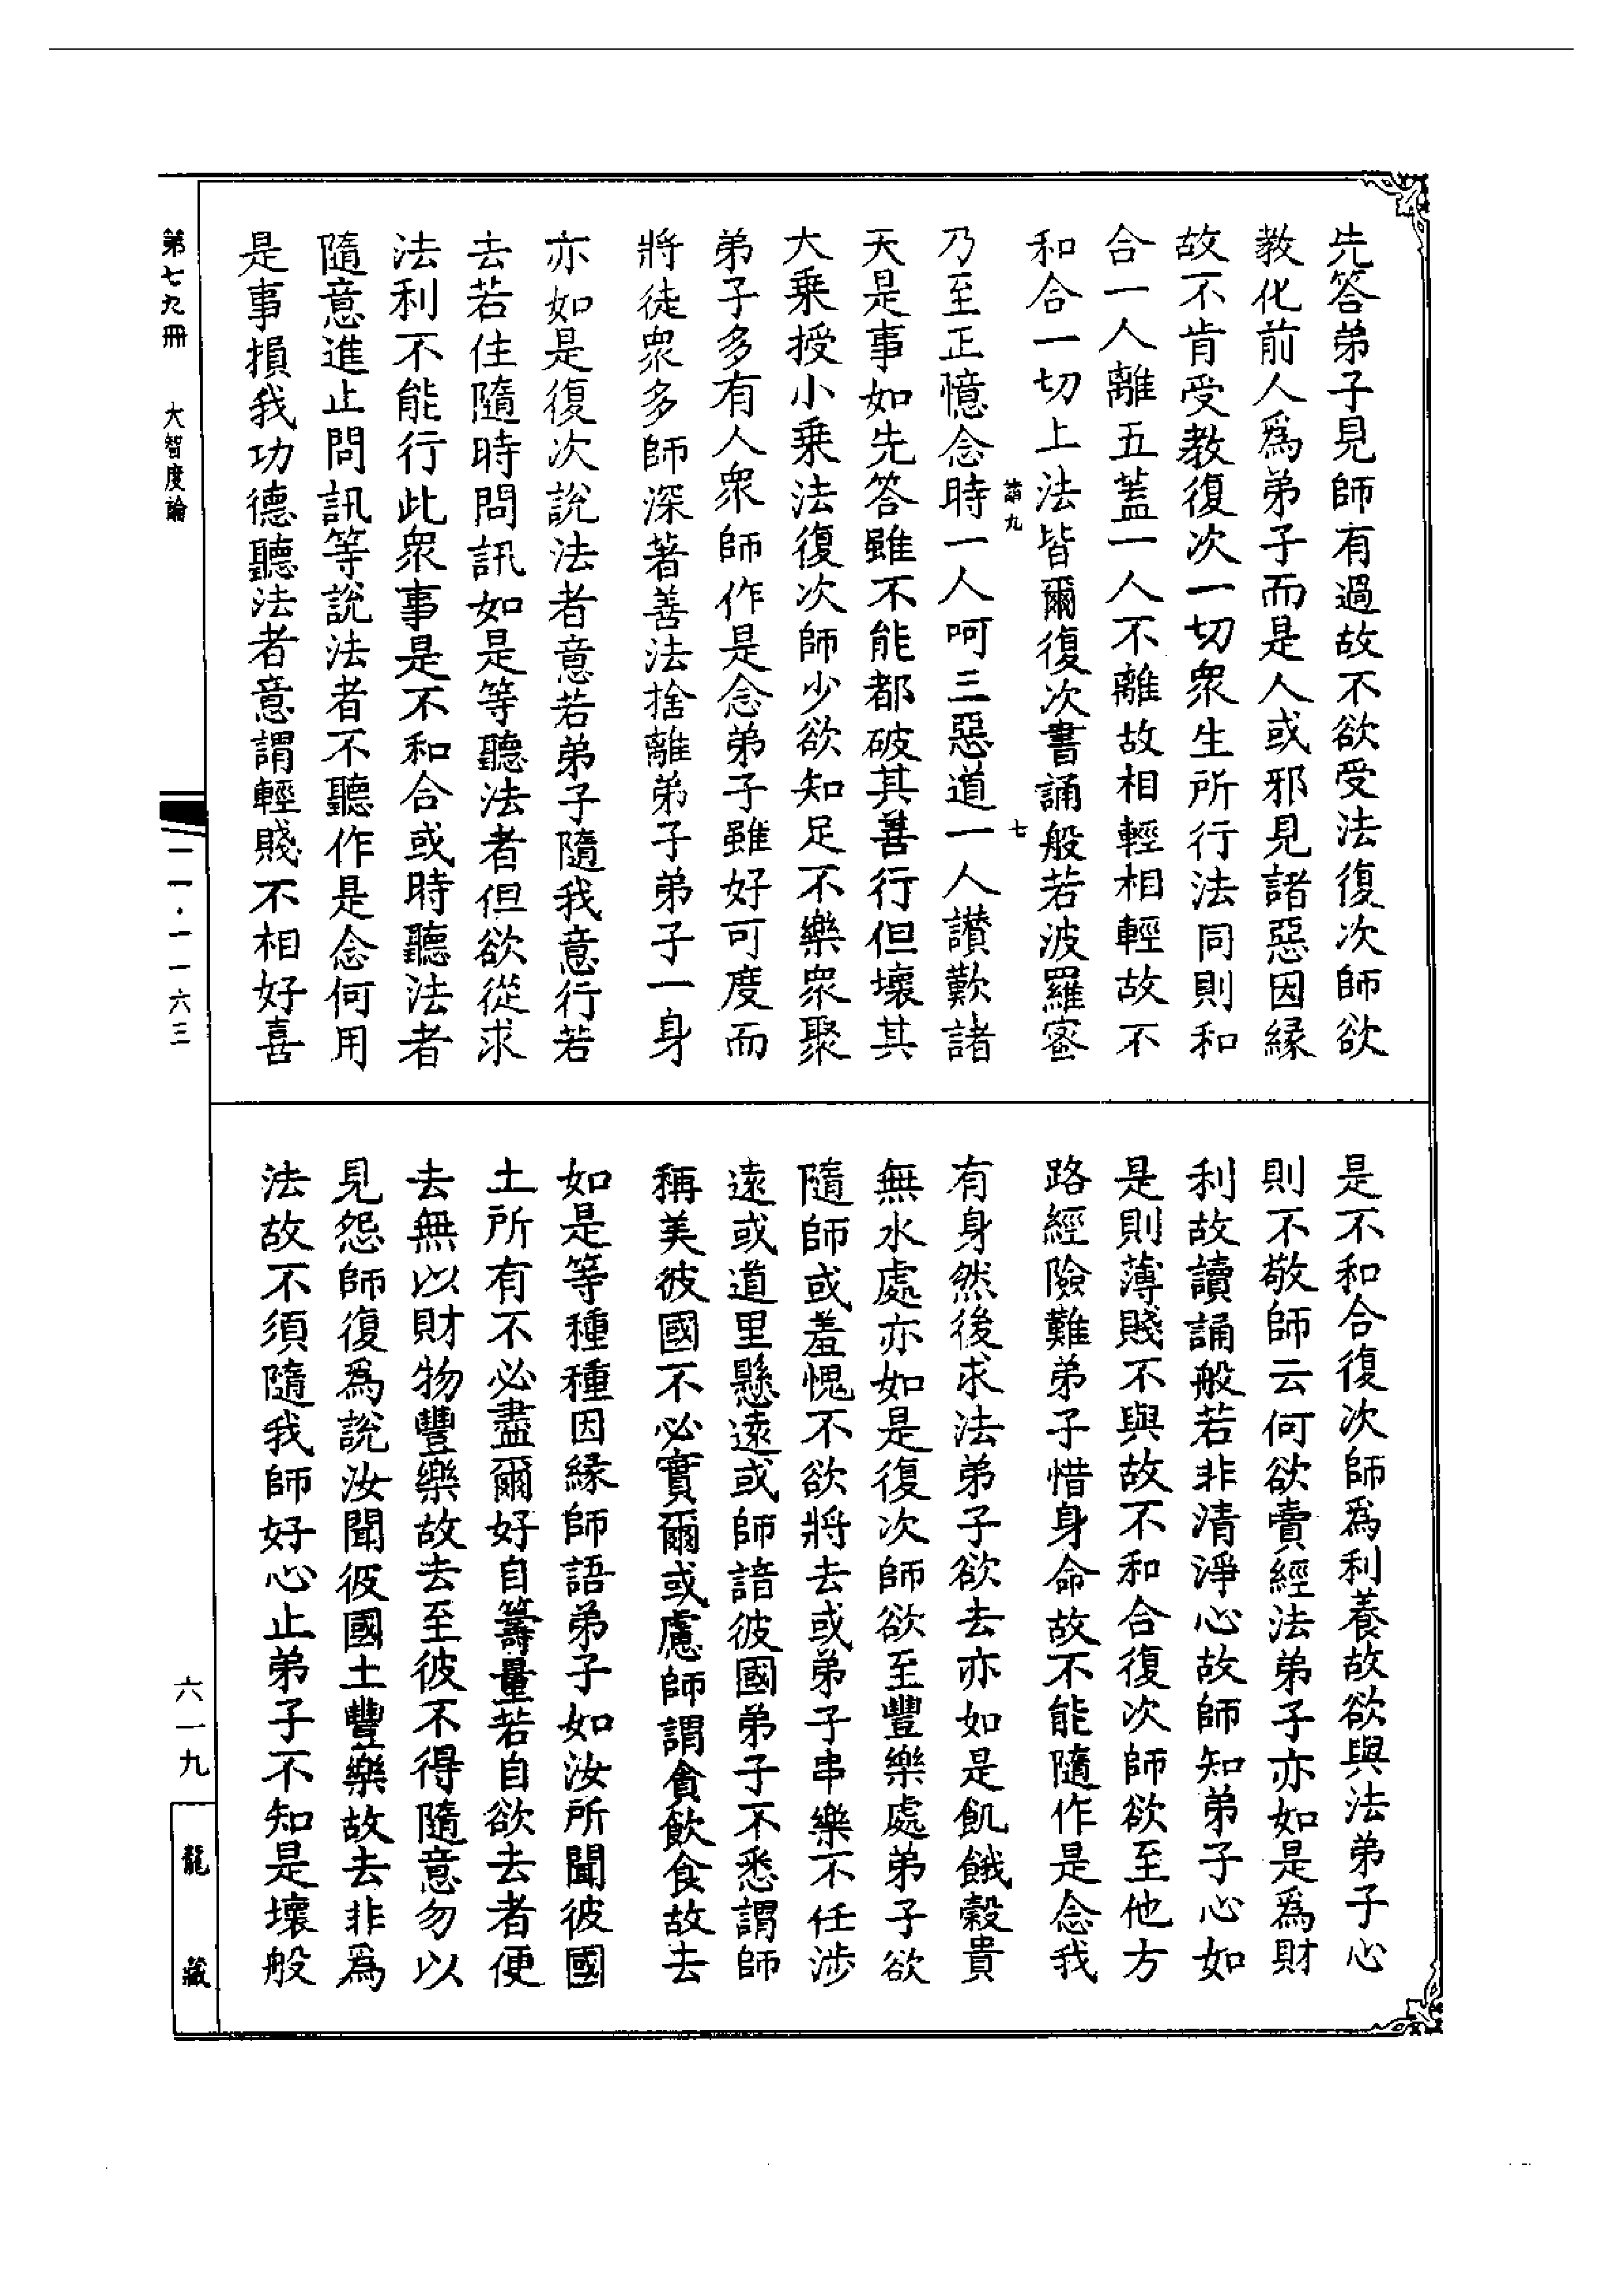 先答弟子見師有過故不欲受法復次師欲
教化前人爲弟子而是人或邪見諸惡因緣
故不肯受教復次一切衆生所行法同則和
合一人離五蓋一人不離故相輕相輕故不
和合一切上法皆爾復次書誦般若波羅蜜
九
七
乃至正憶念時一人呵三惡道一人讃歎諸
天是事如先答雖不能都破其善行但壞其
大乗授小乗法復次師少欲知足不樂衆聚
弟子多有人衆師作是念弟子雖好可度而
將徒衆多師深著善法捨離弟子弟子一身
亦如是復次説法者意若弟子隨我意行若
去若住隨時問訊如是等聽法者但欲從求
法利不能行此衆事是不和合或時聽法者
隨意進止問訊等説法者不聽作是念何用
是事損我功德聽法者意謂輕賤不相好喜
是不和合復次師爲利養故欲與法弟子心
則不敬師云何欲賣經法弟子亦如是爲財
利故讀誦般若非清淨心故師知弟子心如
是則薄賤不與故不和合復次師欲至他方
路經險難弟子惜身命故不能隨作是念我
有身然後求法弟子欲去亦如是飢餓穀貴
無水處亦如是復次師欲至豐樂處弟子欲
隨師或羞愧不欲將去或弟子串樂不任涉
遠或道里懸遠或師諳彼國弟子不悉謂師
稱美彼國不必實爾或慮師謂貪飲食故去
如是等種種因緣師語弟子如汝所聞彼國
土所有不必盡爾好自籌量若自欲去者便
去無以財物豐樂故去至彼不得隨意勿以
見怨師復爲説汝聞彼國土豐樂故去非爲
法故不須隨我師好心止弟子不知是壞般
第七九冊 大智度論
一一·一一六三
六一九
龍藏